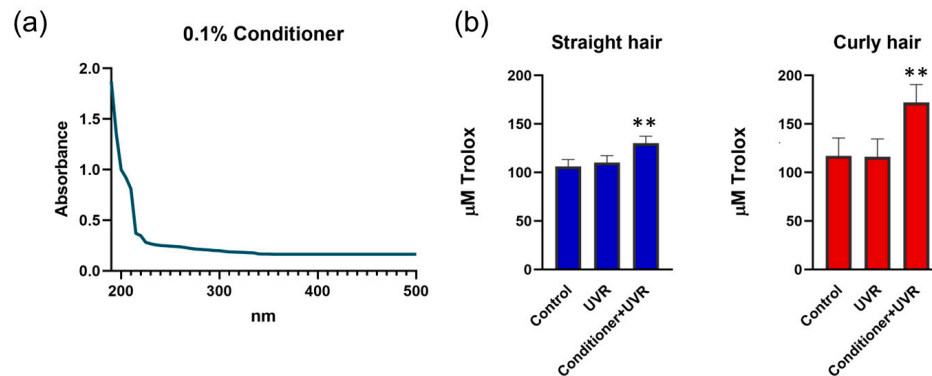 (a)
0.1% Conditioner
Absorbance
2.0
1.5
1.0
0.5
0.0
200
300
400
500
nm
(b)
Straight hair
μM Trolox
200
150
100
50
0
**
Control
UVR
Conditioner+UVR
Curly hair
μM Trolox
200
150
100
50
0
**
Control
UVR
Conditioner+UVR